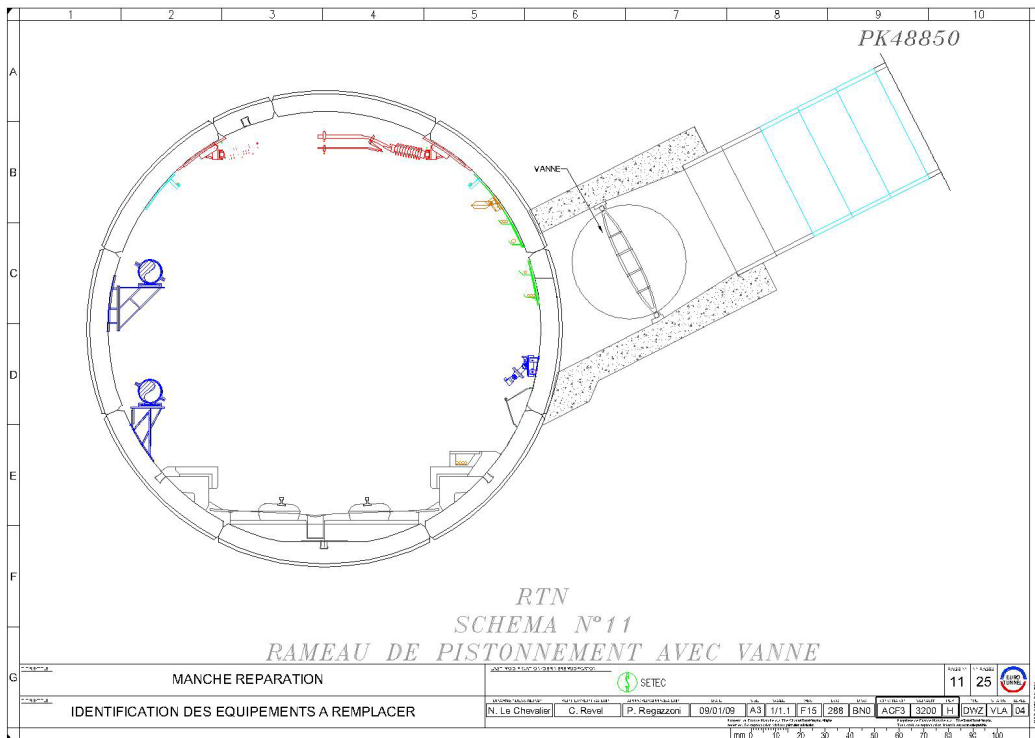 1 2 3 4 5 6 7 8 9 10
PK48850
A
B
C
D
E
F
G
VANNE
RTN
SCHEMA N°11
RAMEAU DE PISTONNEMENT AVEC VANNE
MANCHE REPARATION
SETEC
11 25
EURO TUNNEL
IDENTIFICATION DES EQUIPEMENTS A REMPLACER
N. Le Chevalier C. Revel P. Regazzoni 09/01/09 A3 1/1.1 F15 288 BN0 ACF3 3200 H DWZ VLA 04
mm 0 10 20 30 40 50 60 70 80 90 100